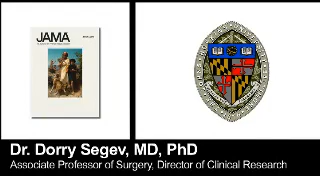 JAMA
Dr. Dorry Segev, MD, PhD
Associate Professor of Surgery, Director of Clinical Research